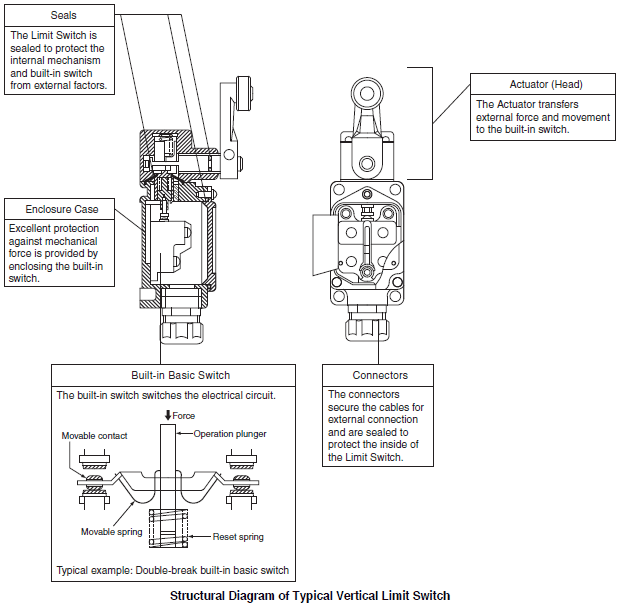 Seals
The Limit Switch is
sealed to protect the
internal mechanism
and built-in switch
from external factors.
Actuator (Head)
The Actuator transfers
external force and movement
to the built-in switch.
Enclosure Case
Excellent protection
against mechanical
force is provided by
enclosing the built-in
switch.
Built-in Basic Switch
The built-in switch switches the electrical circuit.
Force
Movable contact
Operation plunger
Movable spring
Reset spring
Typical example: Double-break built-in basic switch
Connectors
The connectors
secure the cables for
external connection
and are sealed to
protect the inside of
the Limit Switch.
Structural Diagram of Typical Vertical Limit Switch